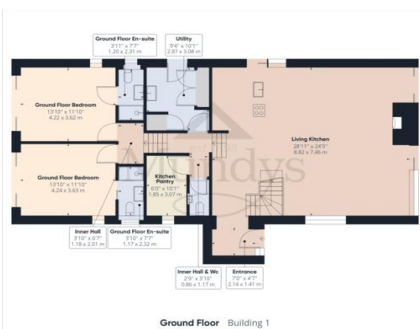 Ground Floor En-suite
3'11" x 7'7"
1.20 x 2.31 m
Utility
9'4" x 10'1"
2.87 x 3.08 m
Ground Floor Bedroom
13'10" x 11'10"
4.22 x 3.62 m
Living Kitchen
28'11" x 24'5"
8.82 x 7.46 m
Mundys
Ground Floor Bedroom
13'10" x 11'10"
4.24 x 3.63 m
Kitchen
Pantry
6'0" x 10'1"
1.85 x 3.07 m
Inner Hall
3'10" x 6'7"
1.18 x 2.01 m
Ground Floor En-suite
3'10" x 7'7"
1.17 x 2.32 m
Inner Hall & Wc
2'9" x 3'10"
0.86 x 1.17 m
Entrance
7'0" x 4'7"
2.14 x 1.41 m
Ground Floor Building 1